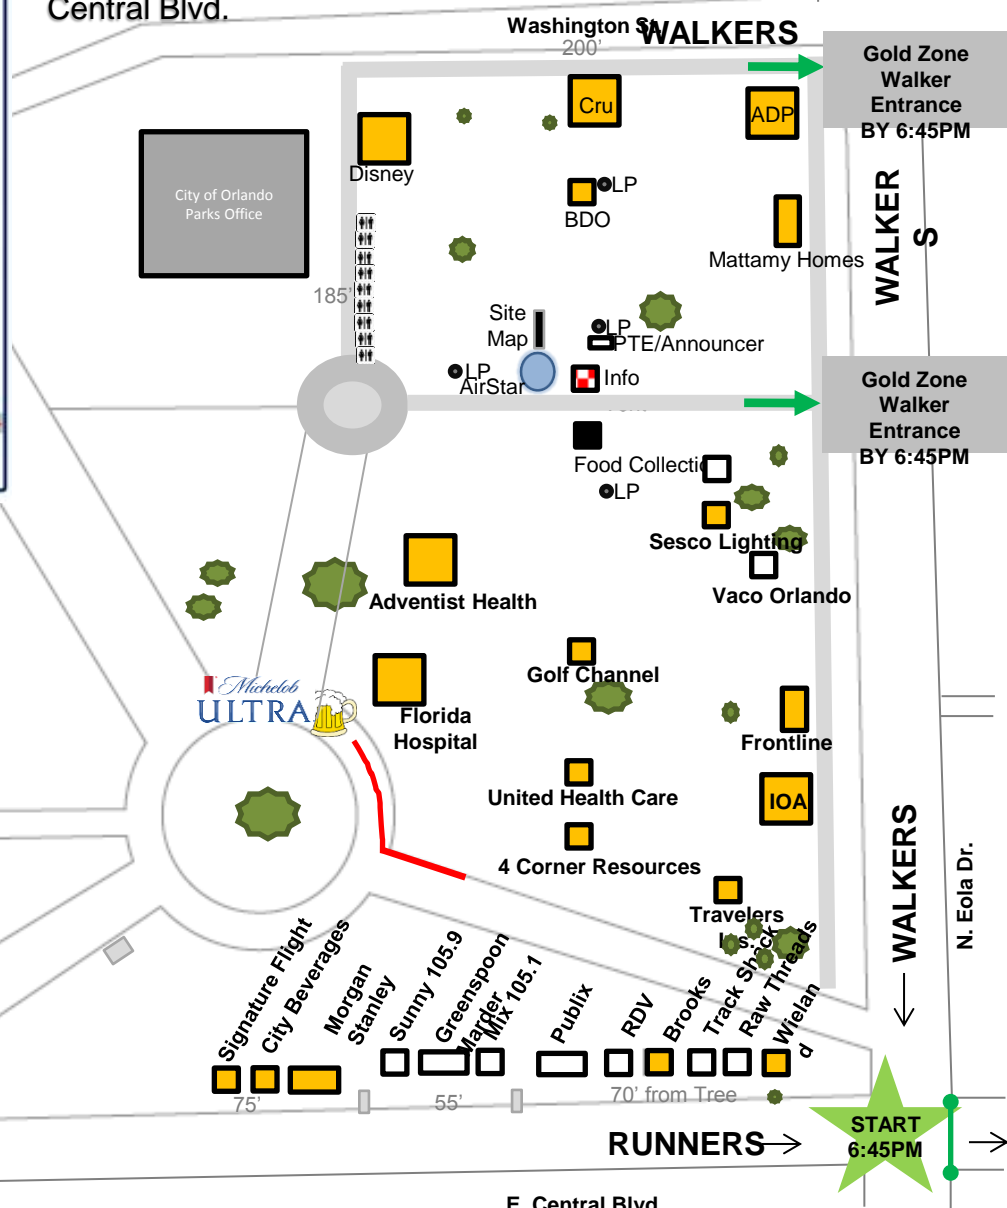 Central Blvd.
Washington St.
WALKERS
200'
Gold Zone
Walker
Entrance
BY 6:45PM
Cru
ADP
Disney
City of Orlando
Parks Office
LP
BDO
WALKER
S
Mattamy Homes
185'
Site
Map
LP
PTE/Announcer
LP
AirStar
Info
Gold Zone
Walker
Entrance
BY 6:45PM
Food Collectio
LP
Sesco Lighting
Vaco Orlando
Adventist Health
Golf Channel
Michelob
ULTRA
Florida
Hospital
Frontline
United Health Care
IOA
4 Corner Resources
WALKERS
N. Eola Dr.
Travelers
Ins.
Signature Flight
City Beverages
Morgan
Stanley
Sunny 105.9
Greenspoon
Marder
Mix 105.1
Publix
RDV
Brooks
Track Shack
Raw Threads
Wielan
d
75'
55'
70' from Tree
START
6:45PM
RUNNERS
E. Central Blvd